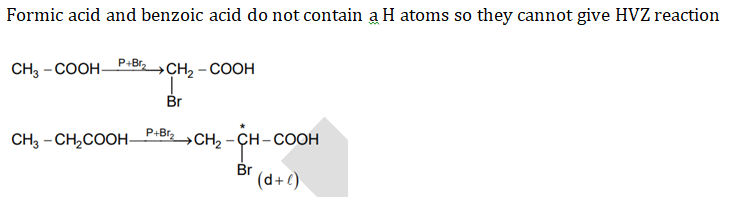 Formic acid and benzoic acid do not contain a H atoms so they cannot give HVZ reaction
CH3 – COOH P+Br2→ CH2 – COOH
Br
CH3 – CH2COOH P+Br2→ CH2 – *CH – COOH
Br (d+ℓ)